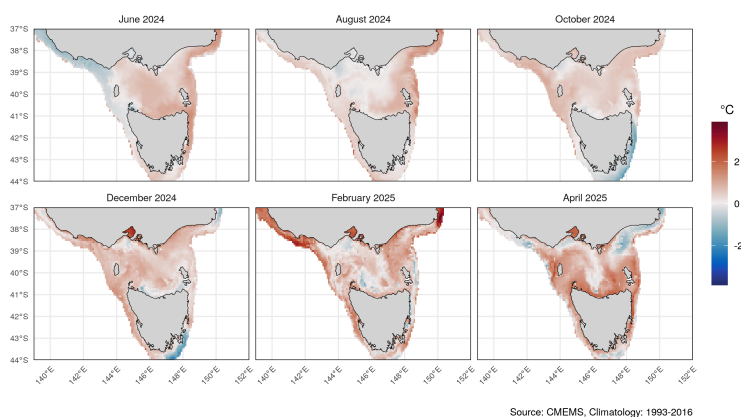 June 2024 August 2024 October 2024
37°S
38°S
39°S
40°S
41°S
42°S
43°S
44°S
°C
2
0
-2
December 2024 February 2025 April 2025
37°S
38°S
39°S
40°S
41°S
42°S
43°S
44°S
140°E 142°E 144°E 146°E 148°E 150°E 152°E 140°E 142°E 144°E 146°E 148°E 150°E 152°E 140°E 142°E 144°E 146°E 148°E 150°E 152°E
Source: CMEMS, Climatology: 1993-2016